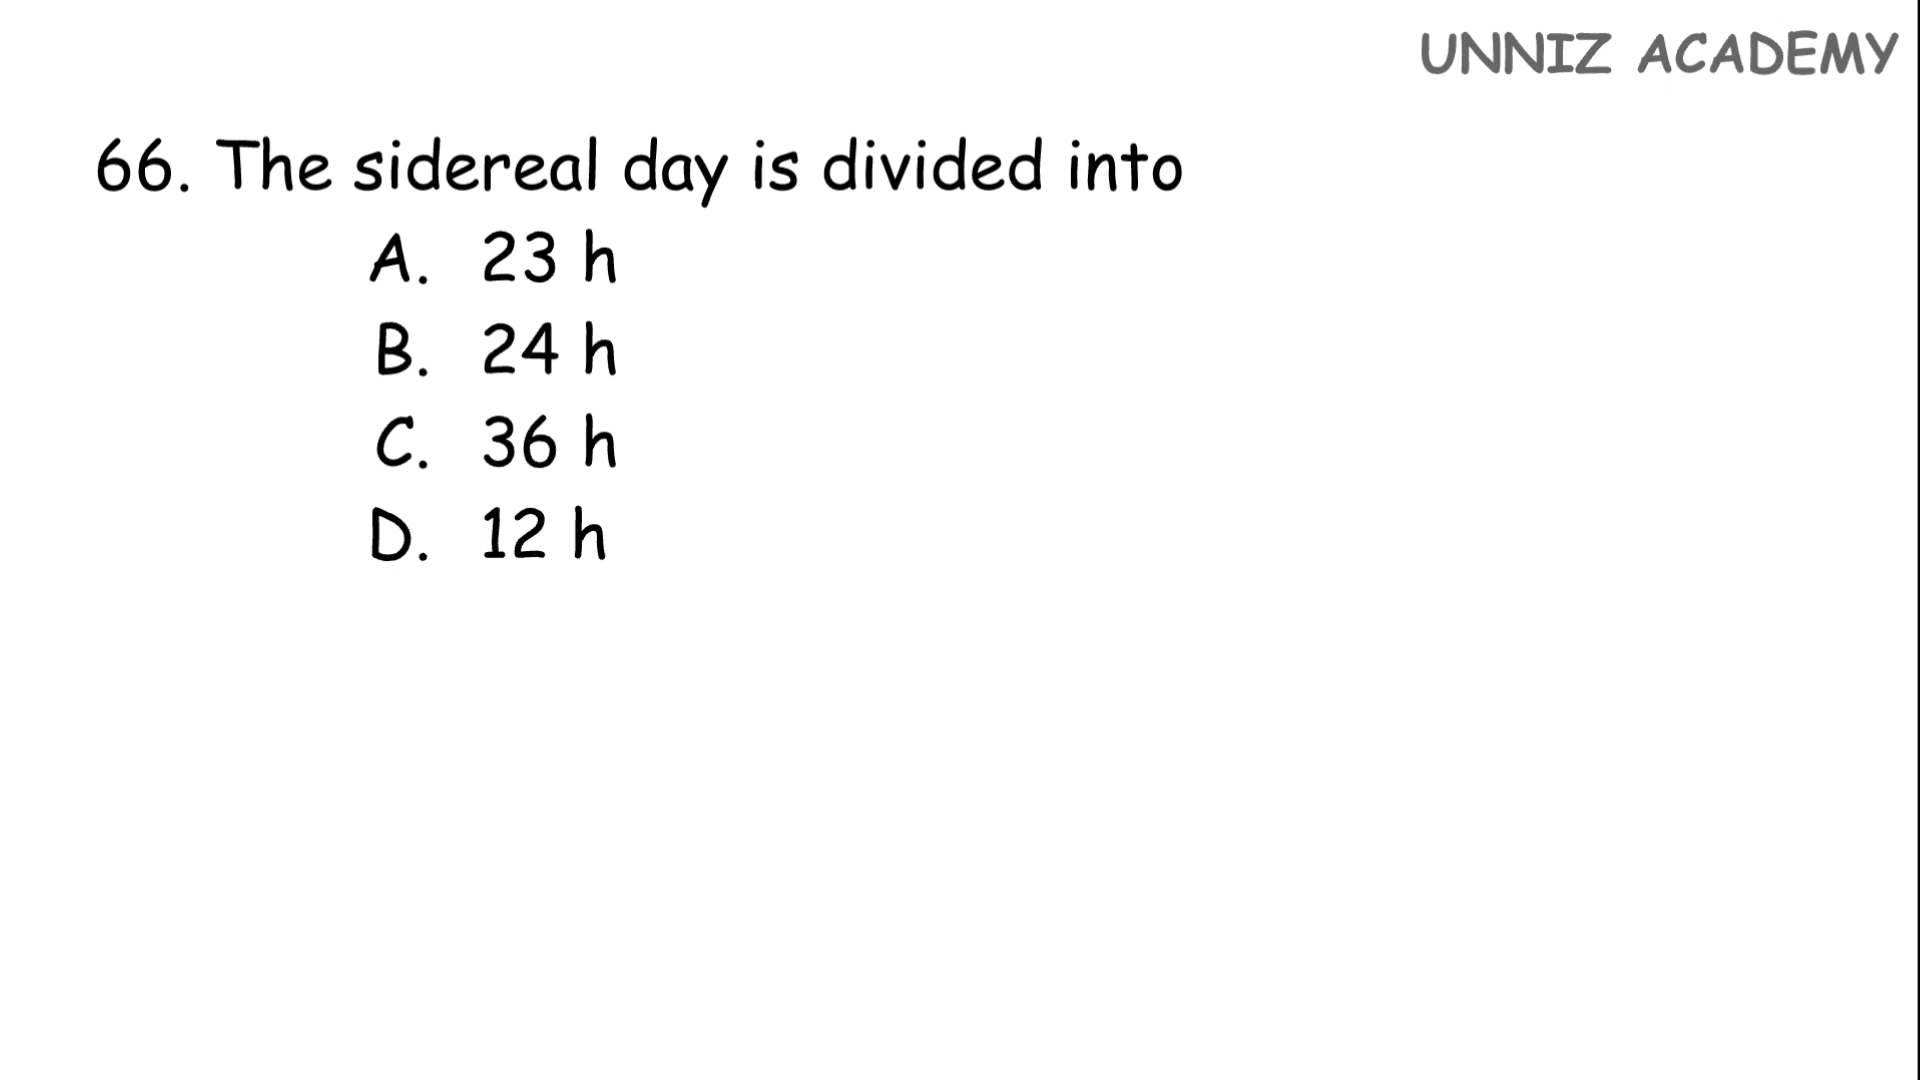 UNNIZ ACADEMY
66. The sidereal day is divided into
A. 23 h
B. 24 h
C. 36 h
D. 12 h